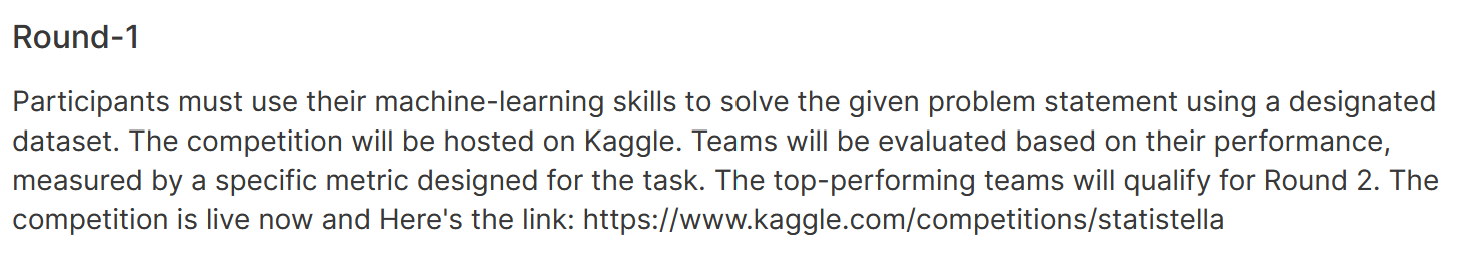 Round-1
Participants must use their machine-learning skills to solve the given problem statement using a designated
dataset. The competition will be hosted on Kaggle. Teams will be evaluated based on their performance,
measured by a specific metric designed for the task. The top-performing teams will qualify for Round 2. The
competition is live now and Here's the link: https://www.kaggle.com/competitions/statistella